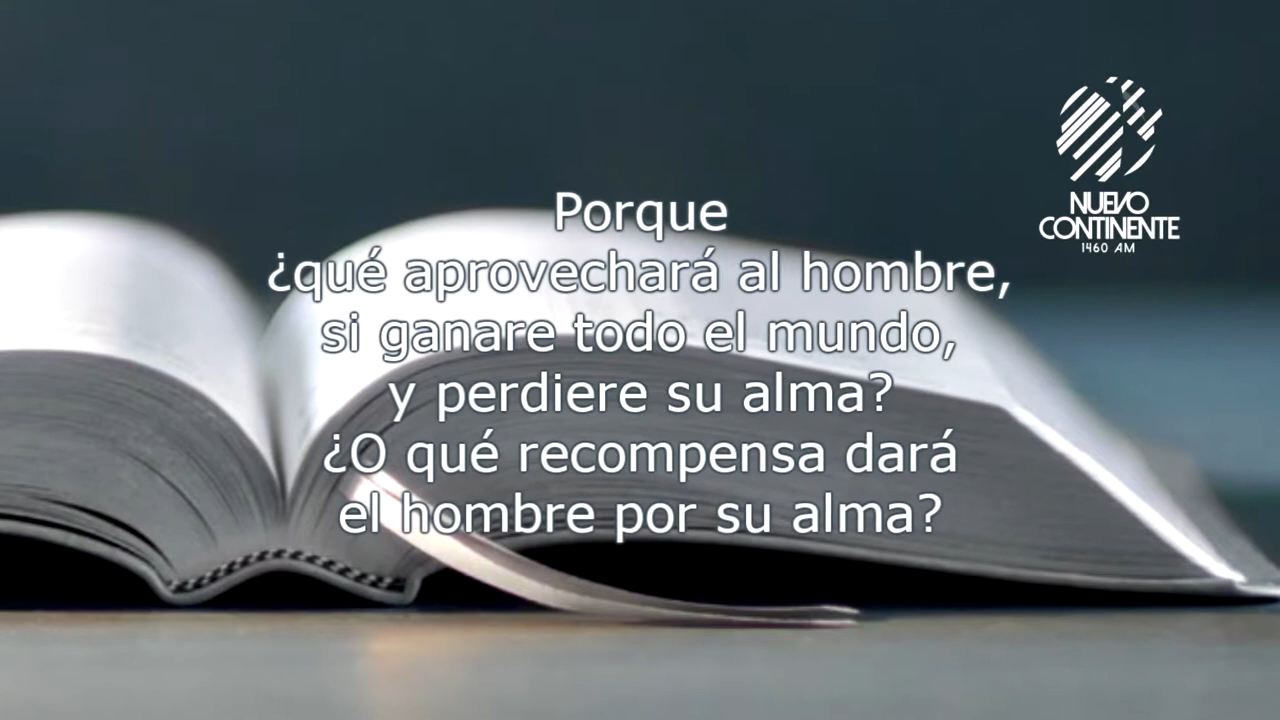 Porque
¿qué aprovechará al hombre,
si ganare todo el mundo,
y perdiere su alma?
¿O qué recompensa dará
el hombre por su alma?
NUEVO
CONTINENTE
1460 AM